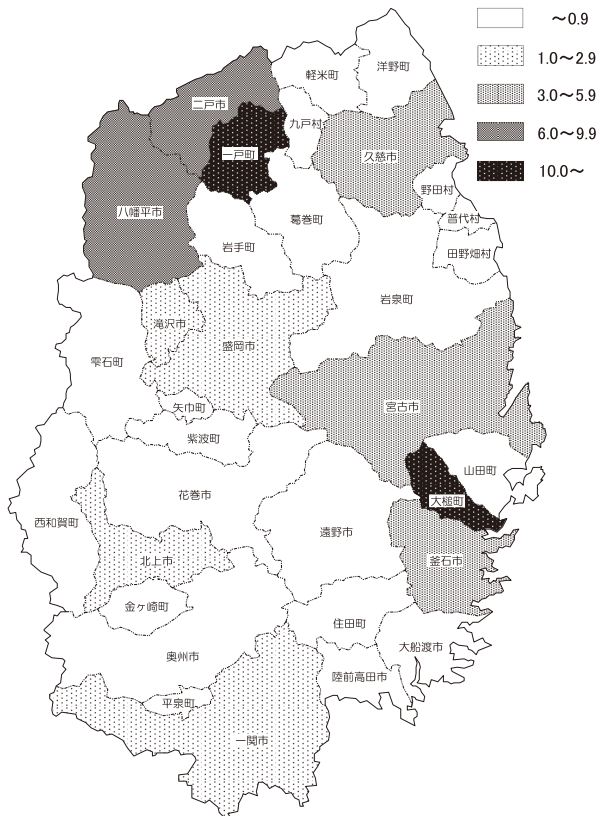 ～0.9
1.0～2.9
3.0～5.9
6.0～9.9
10.0～
洋野町
軽米町
二戸市
九戸村
一戸町
久慈市
野田村
八幡平市
普代村
葛巻町
岩手町
田野畑村
岩泉町
滝沢市
盛岡市
雫石町
矢巾町
宮古市
紫波町
山田町
花巻市
大槌町
西和賀町
遠野市
北上市
釜石市
金ヶ崎町
住田町
大船渡市
奥州市
陸前高田市
平泉町
一関市